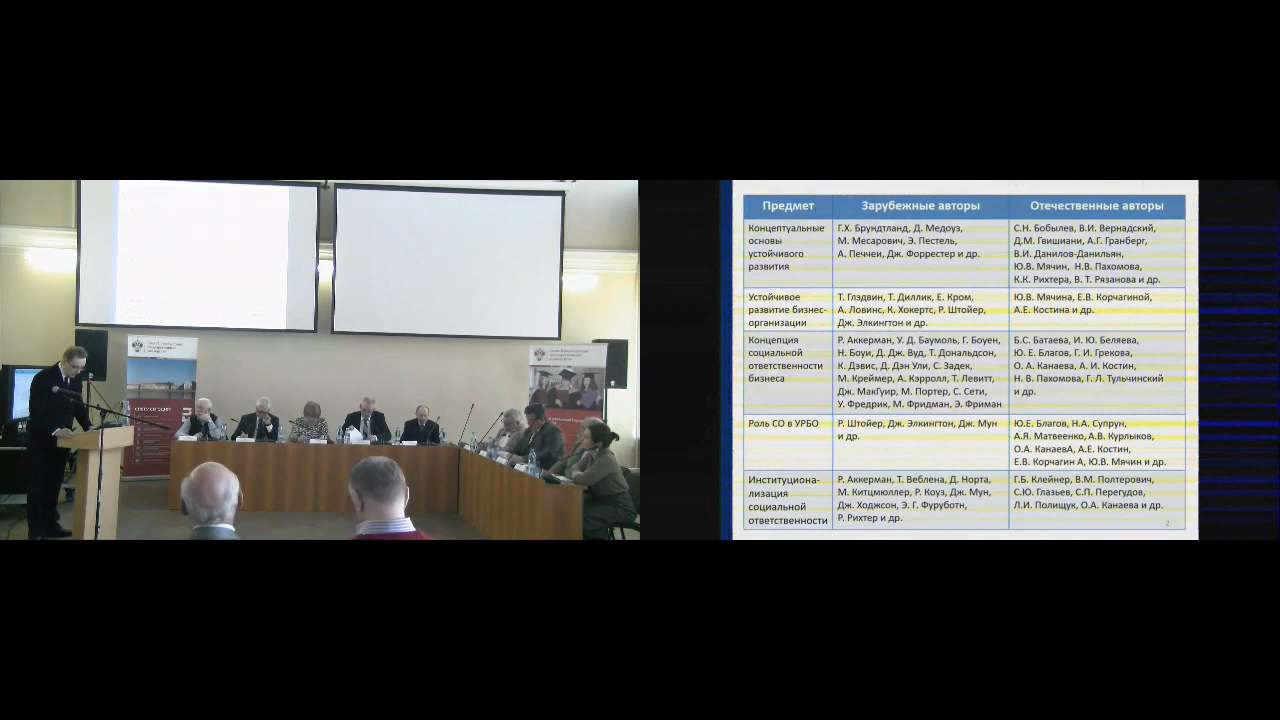 Предмет
Зарубежные авторы
Отечественные авторы
Концептуальные
основы
устойчивого
развития
Г.Х. Брундтланд, Д. Медоуз,
М. Месарович, Э. Пестель,
А. Печчеи, Дж. Форрестер и др.
С.Н. Бобылев, В.И. Вернадский,
Д.М. Гвишиани, А.Г. Гранберг,
В.И. Данилов-Данильян,
Ю.В. Мячин, Н.В. Пахомова,
К.К. Рихтера, В. Т. Рязанова и др.
Устойчивое
развитие бизнес-
организации
Т. Глэдвин, Т. Диллик, Е. Кром,
А. Ловинс, К. Хокертс, Р. Штойер,
Дж. Элкингтон и др.
Ю.В. Мячина, Е.В. Корчагиной,
А.Е. Костина и др.
Концепция
социальной
ответственности
бизнеса
Р. Аккерман, У. Д. Баумоль, Г. Боуен,
Н. Боуи, Д. Дж. Вуд, Т. Дональдсон,
К. Дэвис, Д. Дэн Ули, С. Задек,
М. Креймер, А. Кэрролл, Т. Левитт,
Дж. МакГуир, М. Портер, С. Сети,
У. Фредрик, М. Фридман, Э. Фриман
Б.С. Батаева, И. Ю. Беляева,
Ю. Е. Благов, Г. И. Грекова,
О. А. Канаева, А. И. Костин,
Н. В. Пахомова, Г. Л. Тульчинский
и др.
Роль СО в УРБО
Р. Штойер, Дж. Элкингтон, Дж. Мун
и др.
Ю.Е. Благов, Н.А. Супрун,
А.Я. Матвеенко, А.В. Курлыков,
О.А. КанаевА, А.Е. Костин,
Е.В. Корчагин А, Ю.В. Мячин и др.
Институциона-
лизация
социальной
ответственности
Р. Аккерман, Т. Веблена, Д. Норта,
М. Китцмюллер, Р. Коуз, Дж. Мун,
Дж. Ходжсон, Э. Г. Фуруботн,
Р. Рихтер и др.
Г.Б. Клейнер, В.М. Полтерович,
С.Ю. Глазьев, С.П. Перегудов,
Л.И. Полищук, О.А. Канаева и др.
2